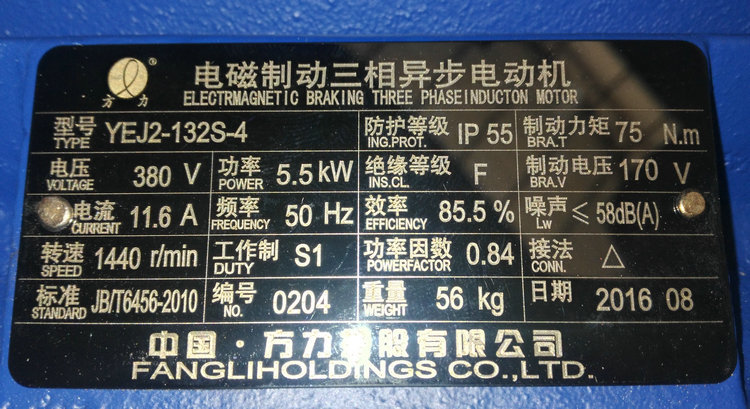 方力 ®
电磁制动三相异步电动机
ELECTRMAGNETIC BRAKING THREE PHASEINDUCTON MOTOR
型号 TYPE YEJ2-132S-4 防护等级 ING.PROT. IP 55 制动力矩 BRA.T 75 N.m
电压 VOLTAGE 380 V 功率 POWER 5.5 kW 绝缘等级 INS.CL. F 制动电压 BRA.V 170 V
电流 CURRENT 11.6 A 频率 FREQUENCY 50 Hz 效率 EFFICIENCY 85.5 % 噪声 Lw ≤ 58dB(A)
转速 SPEED 1440 r/min 工作制 DUTY S1 功率因数 POWERFACTOR 0.84 接法 CONN. △
标准 STANDARD JB/T6456-2010 编号 NO. 0204 重量 WEIGHT 56 kg 日期 2016 08
中国·方力 股有限公司
FANGLIHOLDINGS CO.,LTD.